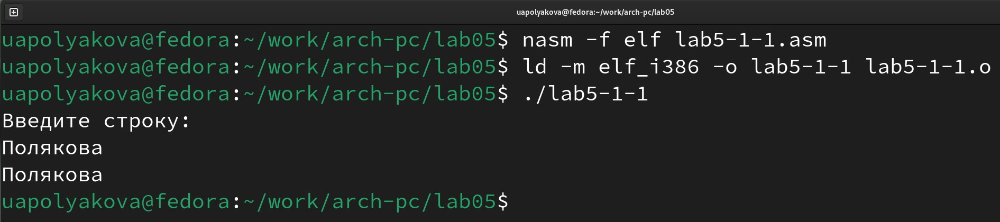 uapolyakova@fedora:~/work/arch-pc/lab05
uapolyakova@fedora:~/work/arch-pc/lab05$ nasm -f elf lab5-1-1.asm
uapolyakova@fedora:~/work/arch-pc/lab05$ ld -m elf_i386 -o lab5-1-1 lab5-1-1.o
uapolyakova@fedora:~/work/arch-pc/lab05$ ./lab5-1-1
Введите строку:
Полякова
Полякова
uapolyakova@fedora:~/work/arch-pc/lab05$